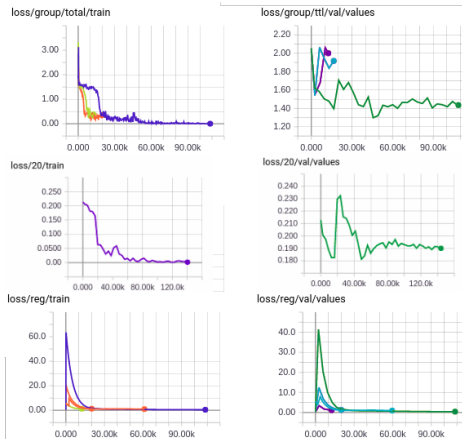 loss/group/total/train
3.00
2.00
1.00
0.00
0.000 30.00k 60.00k 90.00k
loss/group/ttl/val/values
2.20
2.00
1.80
1.60
1.40
1.20
0.000 30.00k 60.00k 90.00k
loss/20/train
0.250
0.200
0.150
0.100
0.0500
0.00
0.000 40.00k 80.00k 120.0k
loss/20/val/values
0.240
0.230
0.220
0.210
0.200
0.190
0.180
0.000 40.00k 80.00k 120.0k
loss/reg/train
60.0
40.0
20.0
0.00
0.000 30.00k 60.00k 90.00k
loss/reg/val/values
40.0
30.0
20.0
10.0
0.00
0.000 30.00k 60.00k 90.00k